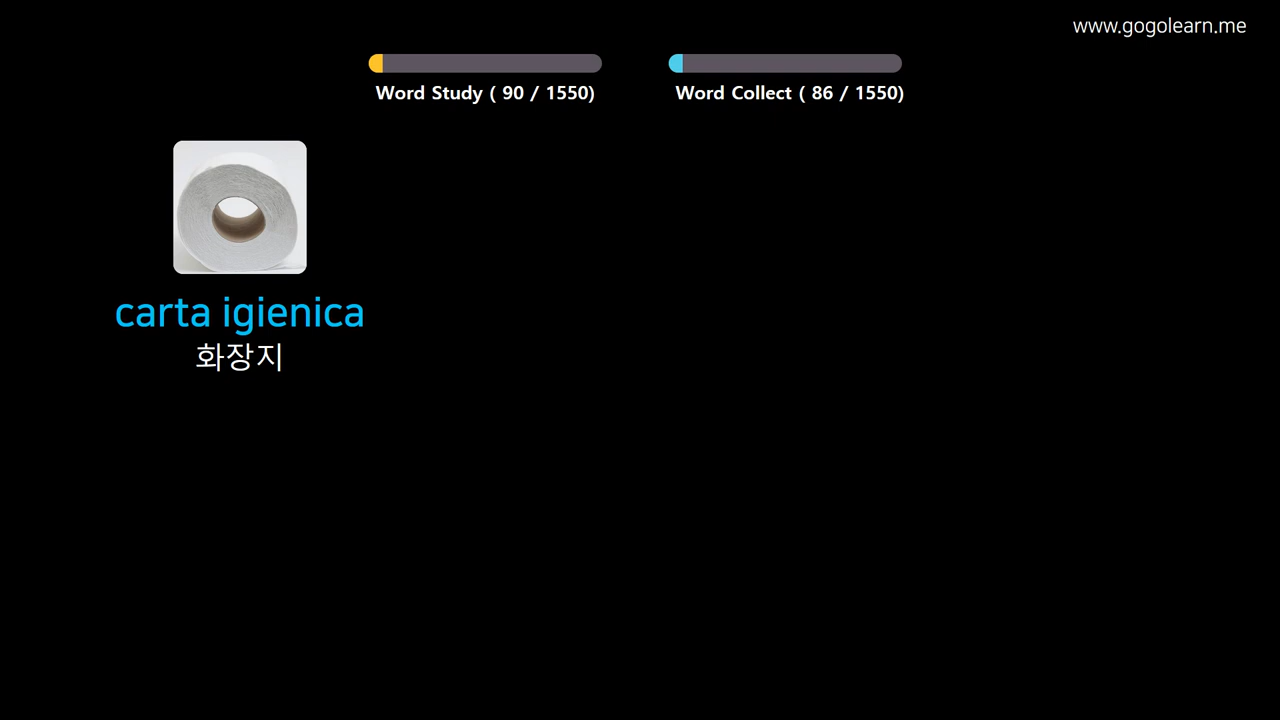 www.gogolearn.me
Word Study ( 90 / 1550)
Word Collect ( 86 / 1550)
carta igienica
화장지